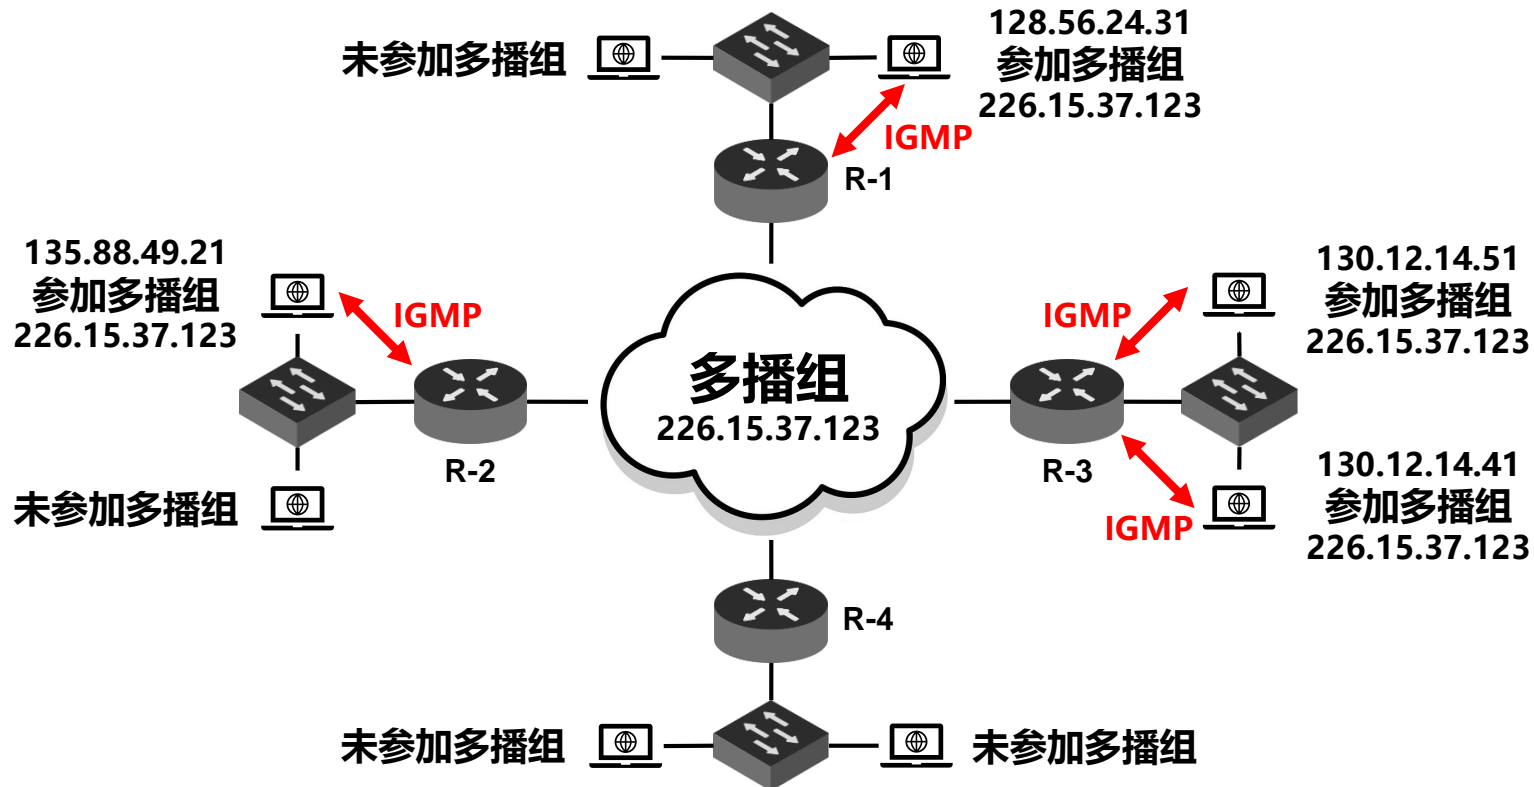 未参加多播组
128.56.24.31
参加多播组
226.15.37.123
IGMP
R-1
135.88.49.21
参加多播组
226.15.37.123
IGMP
R-2
未参加多播组
多播组
226.15.37.123
130.12.14.51
参加多播组
226.15.37.123
IGMP
R-3
IGMP
130.12.14.41
参加多播组
226.15.37.123
R-4
未参加多播组
未参加多播组